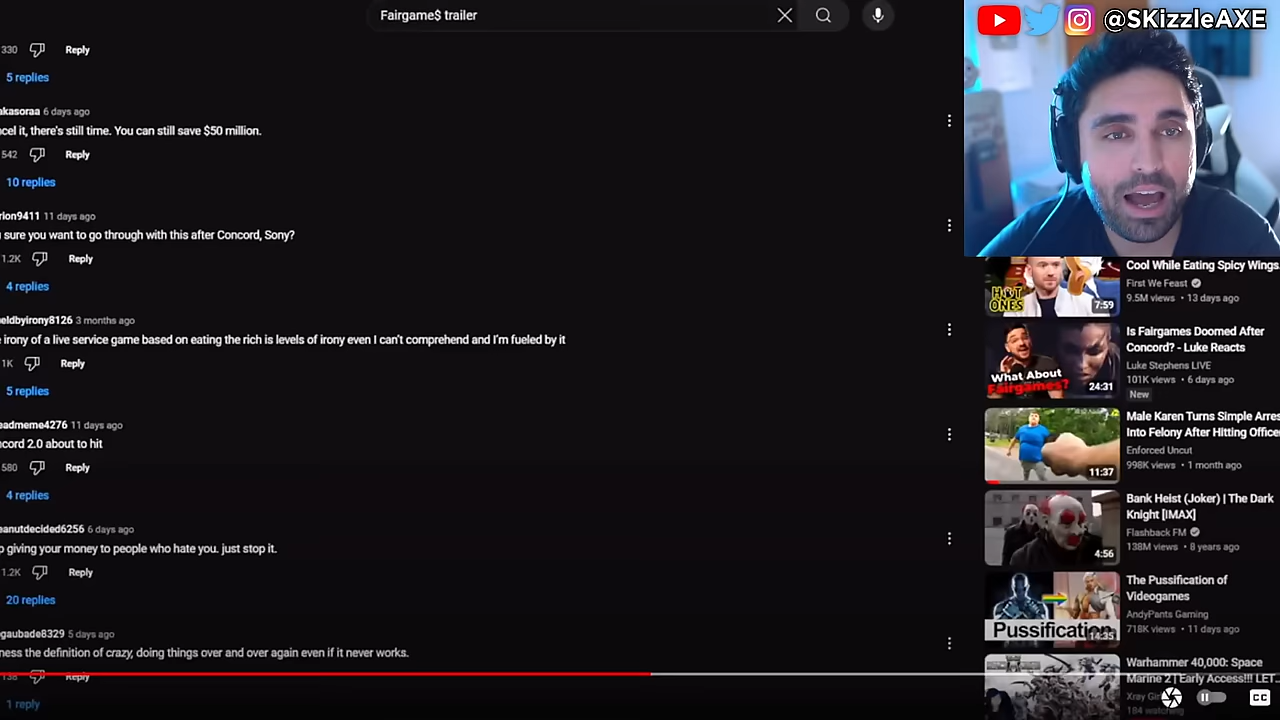 Fairgame$ trailer
@SKizzleAXE
330 Reply
5 replies
akasoraa 6 days ago
ncel it, there's still time. You can still save $50 million.
542 Reply
10 replies
rion9411 11 days ago
sure you want to go through with this after Concord, Sony?
1.2K Reply
4 replies
eldbyirony8126 3 months ago
irony of a live service game based on eating the rich is levels of irony even I can't comprehend and I'm fueled by it
1K Reply
5 replies
eadmeme4276 11 days ago
ncord 2.0 about to hit
580 Reply
4 replies
eanutdecided6256 6 days ago
p giving your money to people who hate you. just stop it.
1.2K Reply
20 replies
gaubade8329 5 days ago
ness the definition of crazy, doing things over and over again even if it never works.
138 Reply
1 reply
HOT ONES
7:59
Cool While Eating Spicy Wings
First We Feast
9.5M views • 13 days ago
What About
Fairgames?
24:31
Is Fairgames Doomed After
Concord? - Luke Reacts
Luke Stephens LIVE
101K views • 6 days ago
New
11:37
Male Karen Turns Simple Arres
Into Felony After Hitting Office
Enforced Uncut
998K views • 1 month ago
4:56
Bank Heist (Joker) | The Dark
Knight [IMAX]
Flashback FM
138M views • 8 years ago
Pussification
14:35
The Pussification of
Videogames
AndyPants Gaming
718K views • 11 days ago
Warhammer 40,000: Space
Marine 2 | Early Access!!! LET...
Xray Gir
184 watching
CC